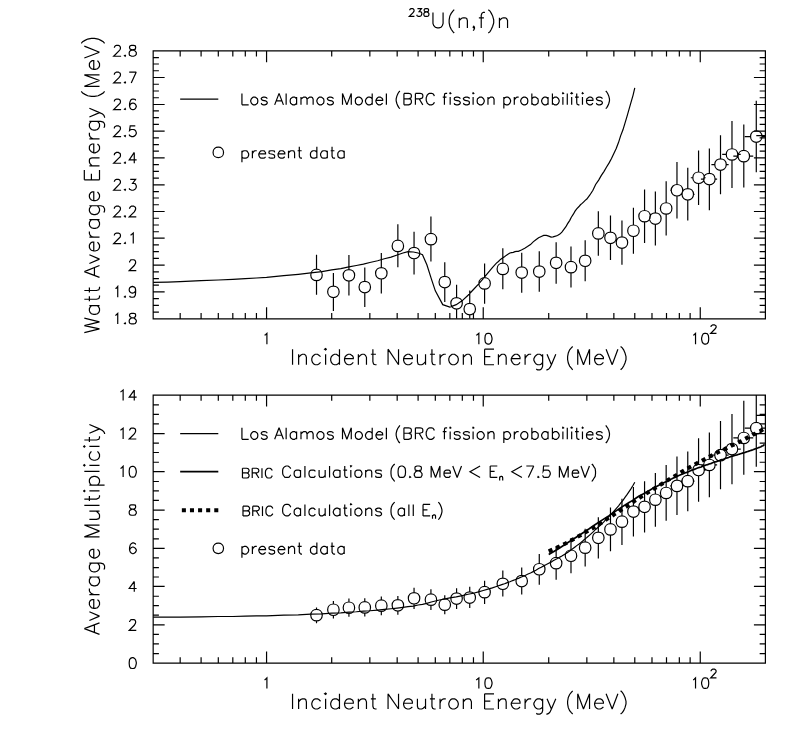 ²³⁸U(n,f)n
Watt Average Energy (MeV)
2.8
2.7
2.6
2.5
2.4
2.3
2.2
2.1
2
1.9
1.8
Los Alamos Model (BRC fission probabilities)
present data
1 10 10²
Incident Neutron Energy (MeV)
Average Multiplicity
14
12
10
8
6
4
2
0
Los Alamos Model (BRC fission probabilities)
BRIC Calculations (0.8 MeV < Eₙ <7.5 MeV)
BRIC Calculations (all Eₙ)
present data
1 10 10²
Incident Neutron Energy (MeV)